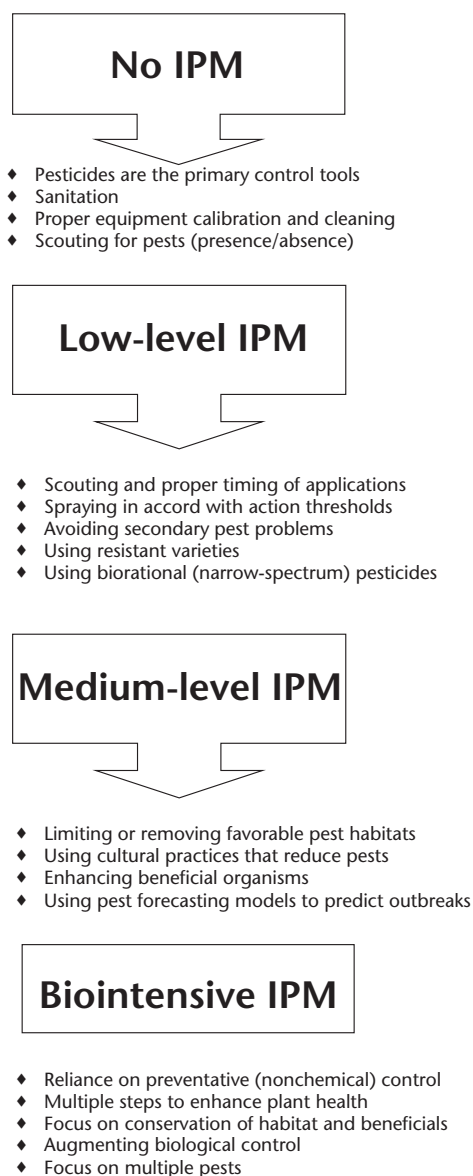 No IPM
♦ Pesticides are the primary control tools
♦ Sanitation
♦ Proper equipment calibration and cleaning
♦ Scouting for pests (presence/absence)
Low-level IPM
♦ Scouting and proper timing of applications
♦ Spraying in accord with action thresholds
♦ Avoiding secondary pest problems
♦ Using resistant varieties
♦ Using biorational (narrow-spectrum) pesticides
Medium-level IPM
♦ Limiting or removing favorable pest habitats
♦ Using cultural practices that reduce pests
♦ Enhancing beneficial organisms
♦ Using pest forecasting models to predict outbreaks
Biointensive IPM
♦ Reliance on preventative (nonchemical) control
♦ Multiple steps to enhance plant health
♦ Focus on conservation of habitat and beneficials
♦ Augmenting biological control
♦ Focus on multiple pests